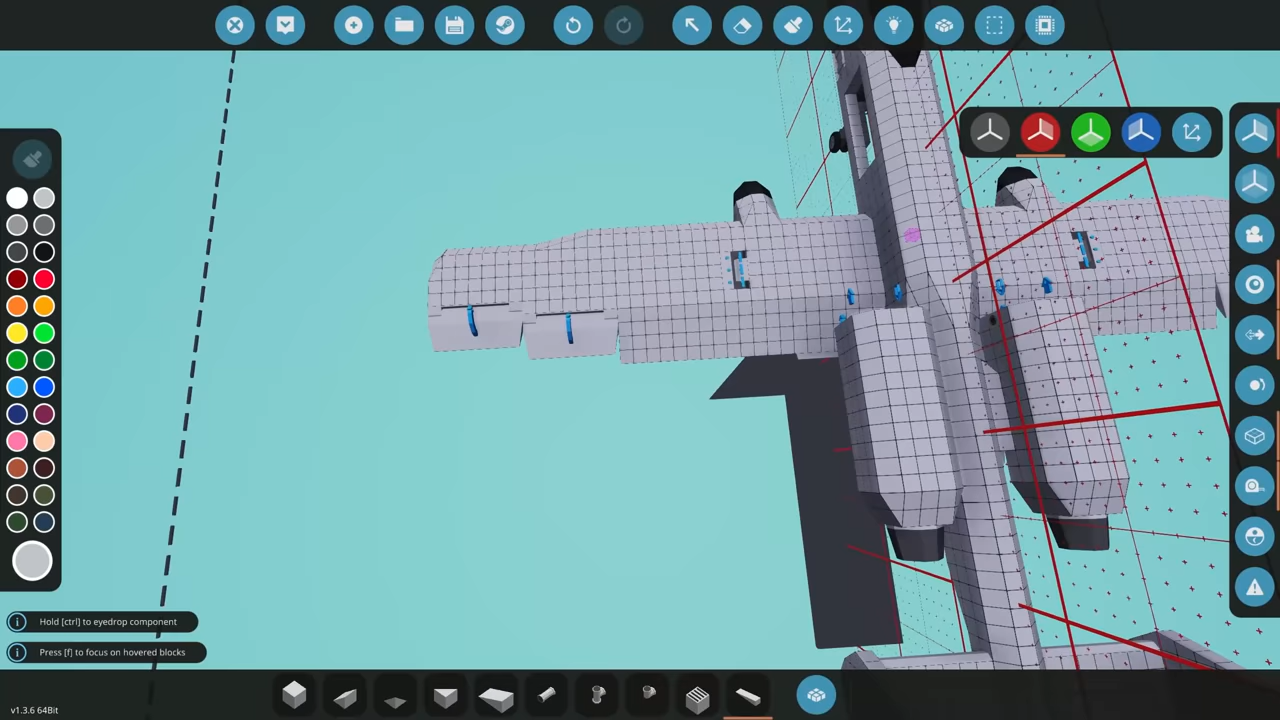 Hold [ctrl] to eyedrop component
Press [f] to focus on hovered blocks
v1.3.6 64Bit